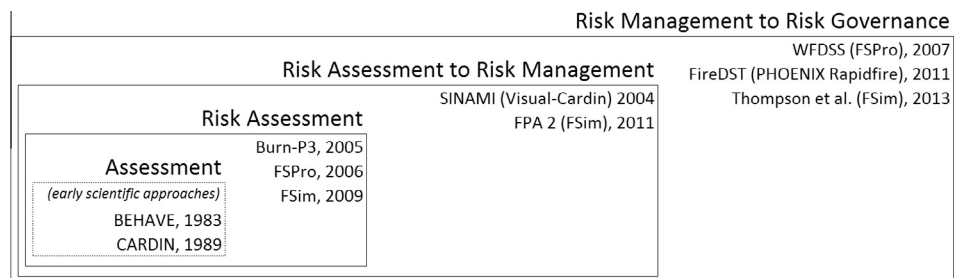 Risk Management to Risk Governance
WFDSS (FSPro), 2007
FireDST (PHOENIX Rapidfire), 2011
Thompson et al. (FSim), 2013
Risk Assessment to Risk Management
SINAMI (Visual-Cardin) 2004
FPA 2 (FSim), 2011
Risk Assessment
Burn-P3, 2005
FSPro, 2006
FSim, 2009
Assessment
(early scientific approaches)
BEHAVE, 1983
CARDIN, 1989